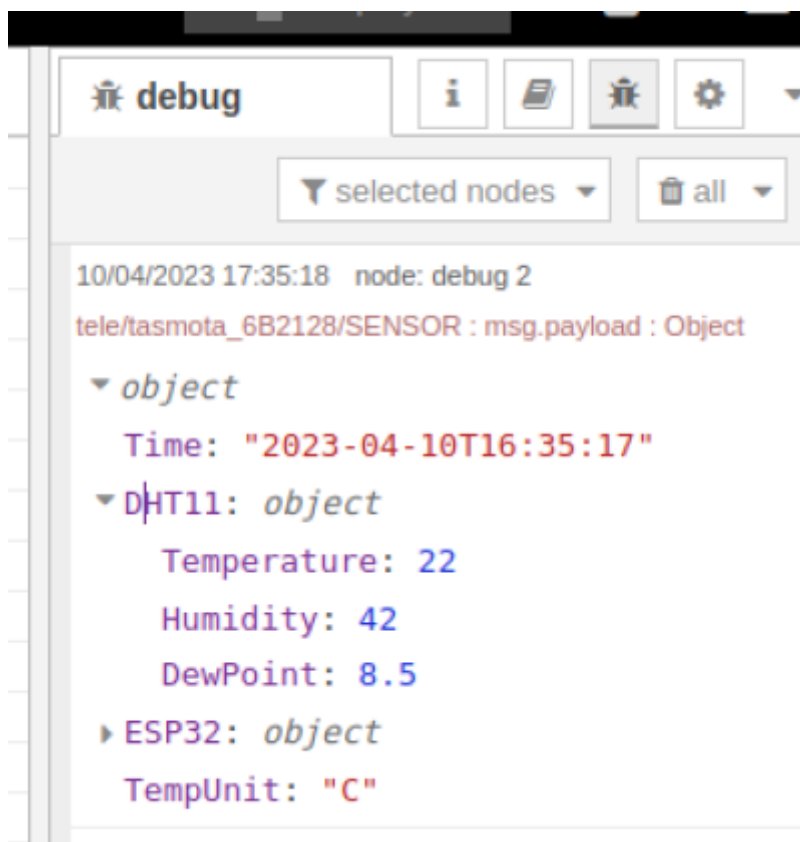 debug
i
selected nodes
all
10/04/2023 17:35:18 node: debug 2
tele/tasmota_6B2128/SENSOR : msg.payload : Object
object
Time: "2023-04-10T16:35:17"
DHT11: object
Temperature: 22
Humidity: 42
DewPoint: 8.5
ESP32: object
TempUnit: "C"